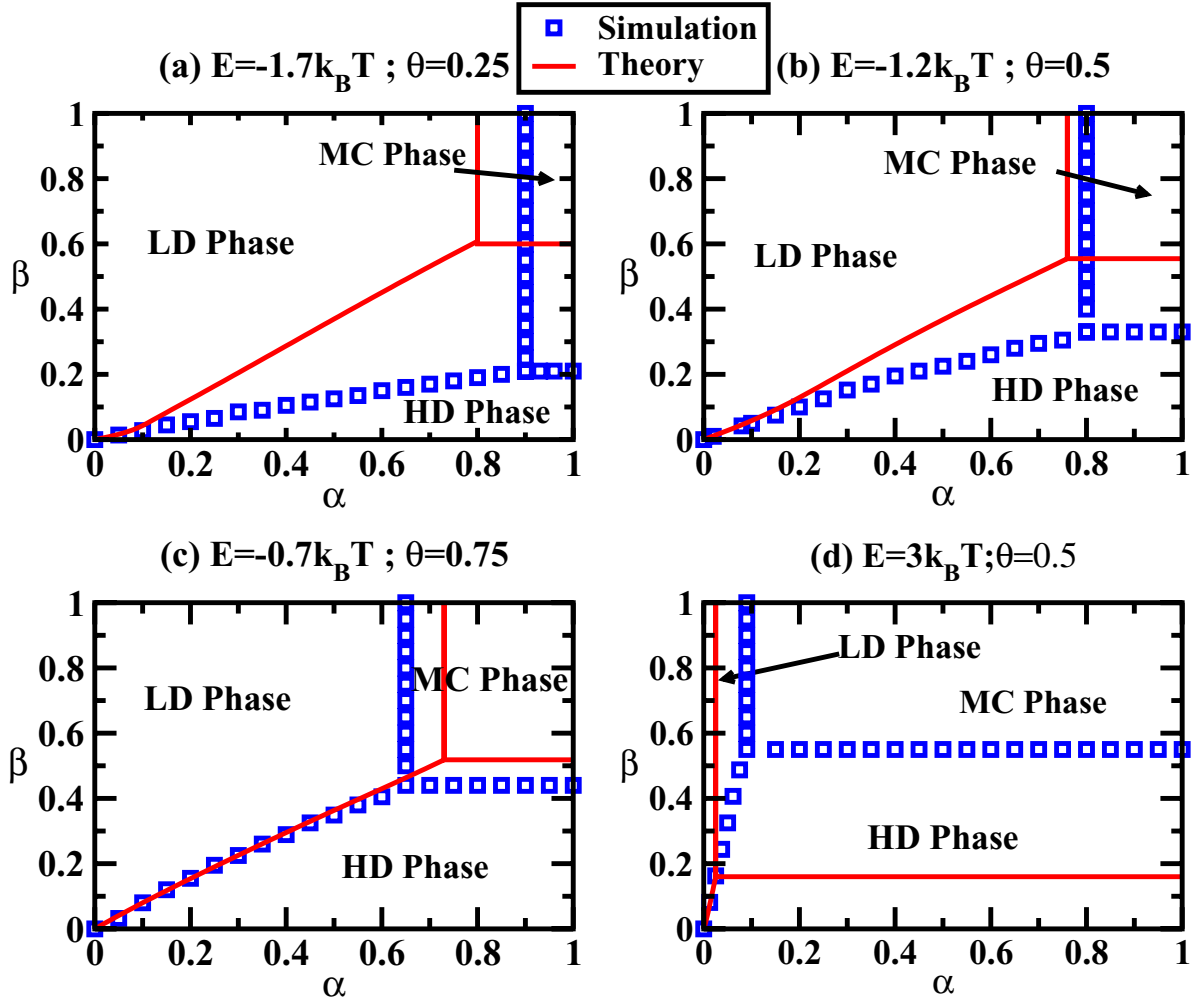 Simulation
Theory
(a) E=-1.7k_BT ; θ=0.25
(b) E=-1.2k_BT ; θ=0.5
1
0.8
0.6
0.4
0.2
0
β
MC Phase
LD Phase
HD Phase
0 0.2 0.4 0.6 0.8 1
α
1
0.8
0.6
0.4
0.2
0
β
MC Phase
LD Phase
HD Phase
0 0.2 0.4 0.6 0.8 1
α
(c) E=-0.7k_BT ; θ=0.75
(d) E=3k_BT;θ=0.5
1
0.8
0.6
0.4
0.2
0
β
LD Phase
MC Phase
HD Phase
0 0.2 0.4 0.6 0.8 1
α
1
0.8
0.6
0.4
0.2
0
β
LD Phase
MC Phase
HD Phase
0 0.2 0.4 0.6 0.8 1
α